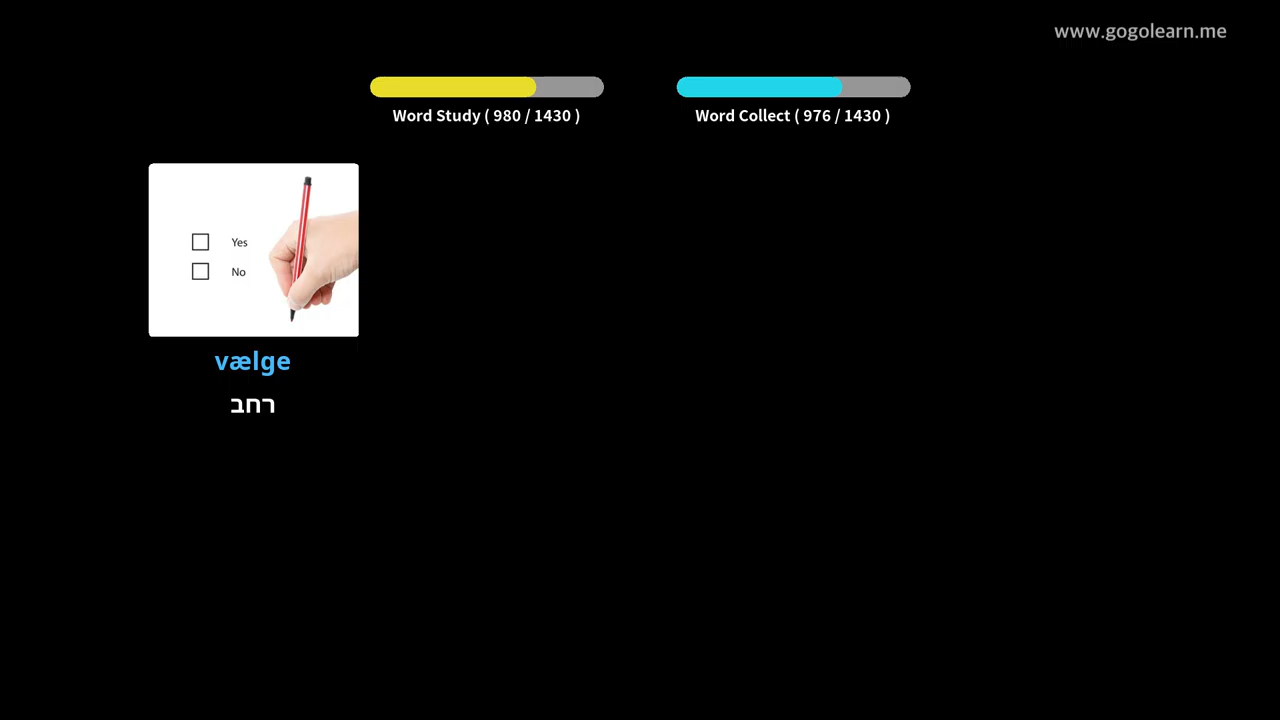 www.gogolearn.me
Word Study ( 980 / 1430 )
Word Collect ( 976 / 1430 )
Yes
No
vælge
רחב